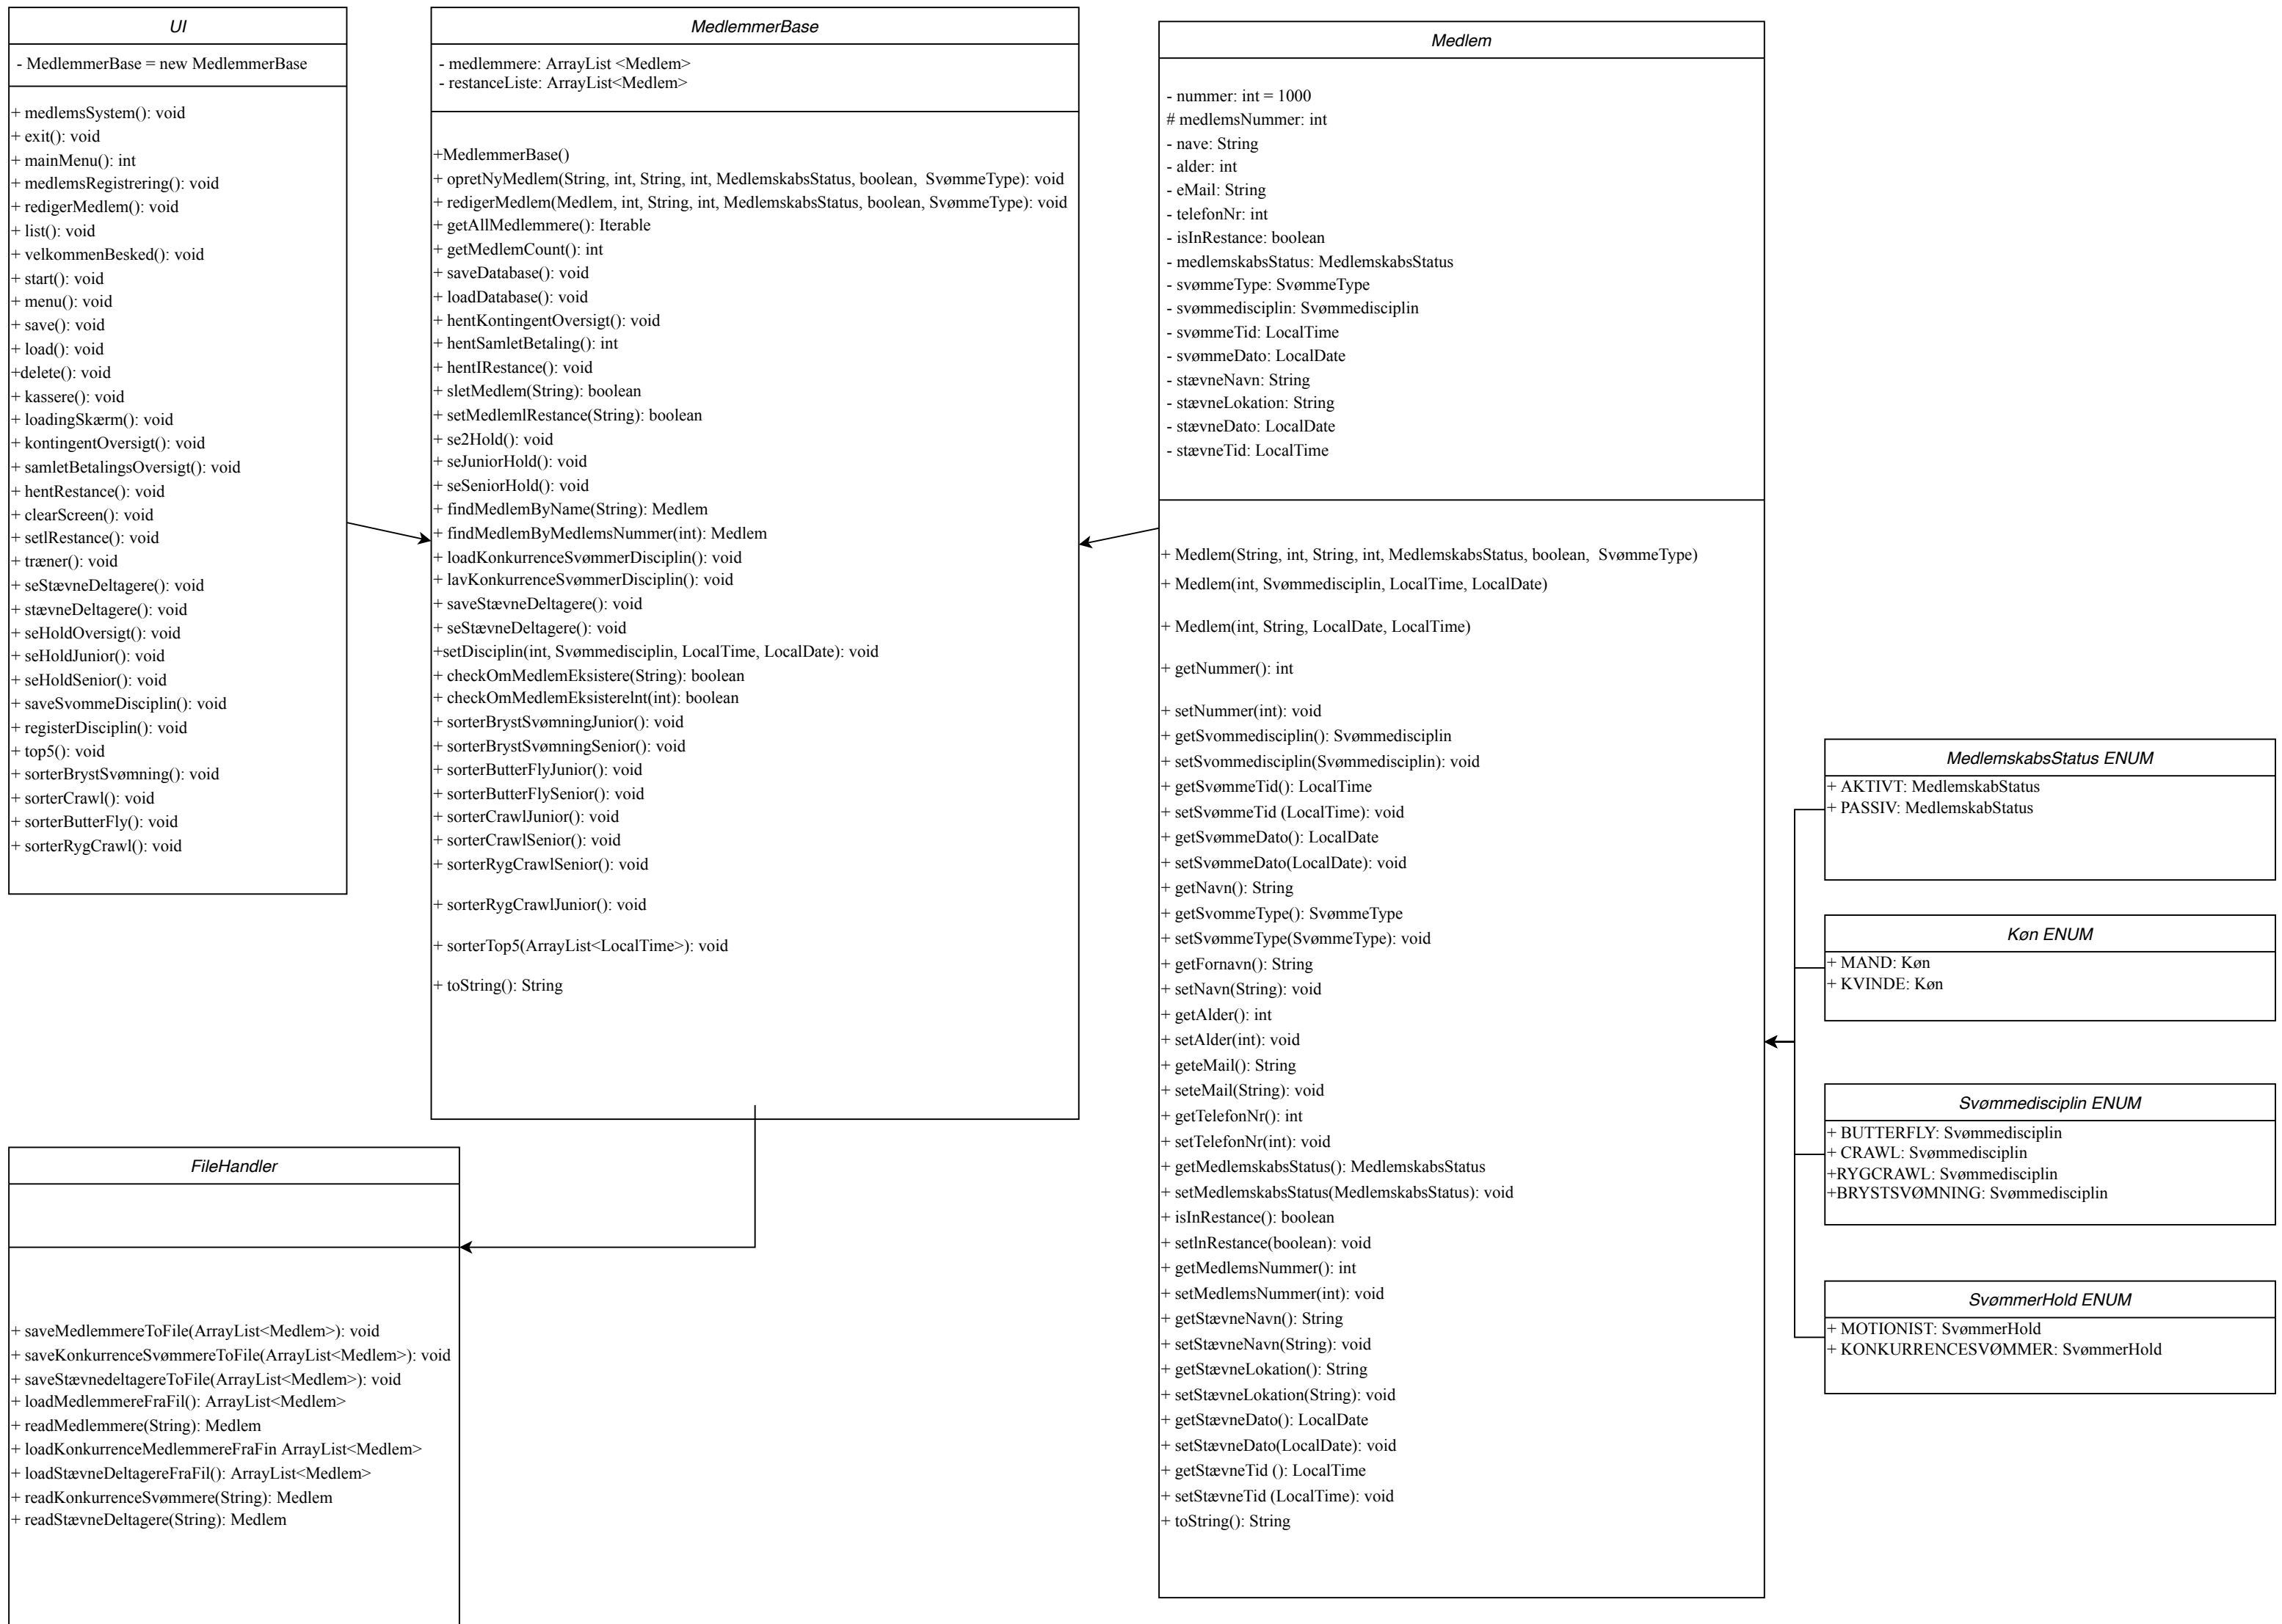 UI
- MedlemmerBase = new MedlemmerBase
+ medlemsSystem(): void
+ exit(): void
+ mainMenu(): int
+ medlemsRegistrering(): void
+ redigerMedlem(): void
+ list(): void
+ velkommenBesked(): void
+ start(): void
+ menu(): void
+ save(): void
+ load(): void
+delete(): void
+ kassere(): void
+ loadingSkærm(): void
+ kontingentOversigt(): void
+ samletBetalingsOversigt(): void
+ hentRestance(): void
+ clearScreen(): void
+ setlRestance(): void
+ træner(): void
+ seStævneDeltagere(): void
+ stævneDeltagere(): void
+ seHoldOversigt(): void
+ seHoldJunior(): void
+ seHoldSenior(): void
+ saveSvommeDisciplin(): void
+ registerDisciplin(): void
+ top5(): void
+ sorterBrystSvømning(): void
+ sorterCrawl(): void
+ sorterButterFly(): void
+ sorterRygCrawl(): void
MedlemmerBase
- medlemmere: ArrayList <Medlem>
- restanceListe: ArrayList<Medlem>
+MedlemmerBase()
+ opretNyMedlem(String, int, String, int, MedlemskabsStatus, boolean,  SvømmeType): void
+ redigerMedlem(Medlem, int, String, int, MedlemskabsStatus, boolean, SvømmeType): void
+ getAllMedlemmere(): Iterable
+ getMedlemCount(): int
+ saveDatabase(): void
+ loadDatabase(): void
+ hentKontingentOversigt(): void
+ hentSamletBetaling(): int
+ hentIRestance(): void
+ sletMedlem(String): boolean
+ setMedlemlRestance(String): boolean
+ se2Hold(): void
+ seJuniorHold(): void
+ seSeniorHold(): void
+ findMedlemByName(String): Medlem
+ findMedlemByMedlemsNummer(int): Medlem
+ loadKonkurrenceSvømmerDisciplin(): void
+ lavKonkurrenceSvømmerDisciplin(): void
+ saveStævneDeltagere(): void
+ seStævneDeltagere(): void
+setDisciplin(int, Svømmedisciplin, LocalTime, LocalDate): void
+ checkOmMedlemEksistere(String): boolean
+ checkOmMedlemEksisterelnt(int): boolean
+ sorterBrystSvømningJunior(): void
+ sorterBrystSvømningSenior(): void
+ sorterButterFlyJunior(): void
+ sorterButterFlySenior(): void
+ sorterCrawlJunior(): void
+ sorterCrawlSenior(): void
+ sorterRygCrawlSenior(): void
+ sorterRygCrawlJunior(): void
+ sorterTop5(ArrayList<LocalTime>): void
+ toString(): String
Medlem
- nummer: int = 1000
# medlemsNummer: int
- nave: String
- alder: int
- eMail: String
- telefonNr: int
- isInRestance: boolean
- medlemskabsStatus: MedlemskabsStatus
- svømmeType: SvømmeType
- svømmedisciplin: Svømmedisciplin
- svømmeTid: LocalTime
- svømmeDato: LocalDate
- stævneNavn: String
- stævneLokation: String
- stævneDato: LocalDate
- stævneTid: LocalTime
+ Medlem(String, int, String, int, MedlemskabsStatus, boolean,  SvømmeType)
+ Medlem(int, Svømmedisciplin, LocalTime, LocalDate)
+ Medlem(int, String, LocalDate, LocalTime)
+ getNummer(): int
+ setNummer(int): void
+ getSvommedisciplin(): Svømmedisciplin
+ setSvommedisciplin(Svømmedisciplin): void
+ getSvømmeTid(): LocalTime
+ setSvømmeTid (LocalTime): void
+ getSvømmeDato(): LocalDate
+ setSvømmeDato(LocalDate): void
+ getNavn(): String
+ getSvommeType(): SvømmeType
+ setSvømmeType(SvømmeType): void
+ getFornavn(): String
+ setNavn(String): void
+ getAlder(): int
+ setAlder(int): void
+ geteMail(): String
+ seteMail(String): void
+ getTelefonNr(): int
+ setTelefonNr(int): void
+ getMedlemskabsStatus(): MedlemskabsStatus
+ setMedlemskabsStatus(MedlemskabsStatus): void
+ isInRestance(): boolean
+ setlnRestance(boolean): void
+ getMedlemsNummer(): int
+ setMedlemsNummer(int): void
+ getStævneNavn(): String
+ setStævneNavn(String): void
+ getStævneLokation(): String
+ setStævneLokation(String): void
+ getStævneDato(): LocalDate
+ setStævneDato(LocalDate): void
+ getStævneTid (): LocalTime
+ setStævneTid (LocalTime): void
+ toString(): String
MedlemskabsStatus ENUM
+ AKTIVT: MedlemskabStatus
+ PASSIV: MedlemskabStatus
Køn ENUM
+ MAND: Køn
+ KVINDE: Køn
Svømmedisciplin ENUM
+ BUTTERFLY: Svømmedisciplin
+ CRAWL: Svømmedisciplin
+RYGCRAWL: Svømmedisciplin
+BRYSTSVØMNING: Svømmedisciplin
SvømmerHold ENUM
+ MOTIONIST: SvømmerHold
+ KONKURRENCESVØMMER: SvømmerHold
FileHandler
+ saveMedlemmereToFile(ArrayList<Medlem>): void
+ saveKonkurrenceSvømmereToFile(ArrayList<Medlem>): void
+ saveStævnedeltagereToFile(ArrayList<Medlem>): void
+ loadMedlemmereFraFil(): ArrayList<Medlem>
+ readMedlemmere(String): Medlem
+ loadKonkurrenceMedlemmereFraFin ArrayList<Medlem>
+ loadStævneDeltagereFraFil(): ArrayList<Medlem>
+ readKonkurrenceSvømmere(String): Medlem
+ readStævneDeltagere(String): Medlem